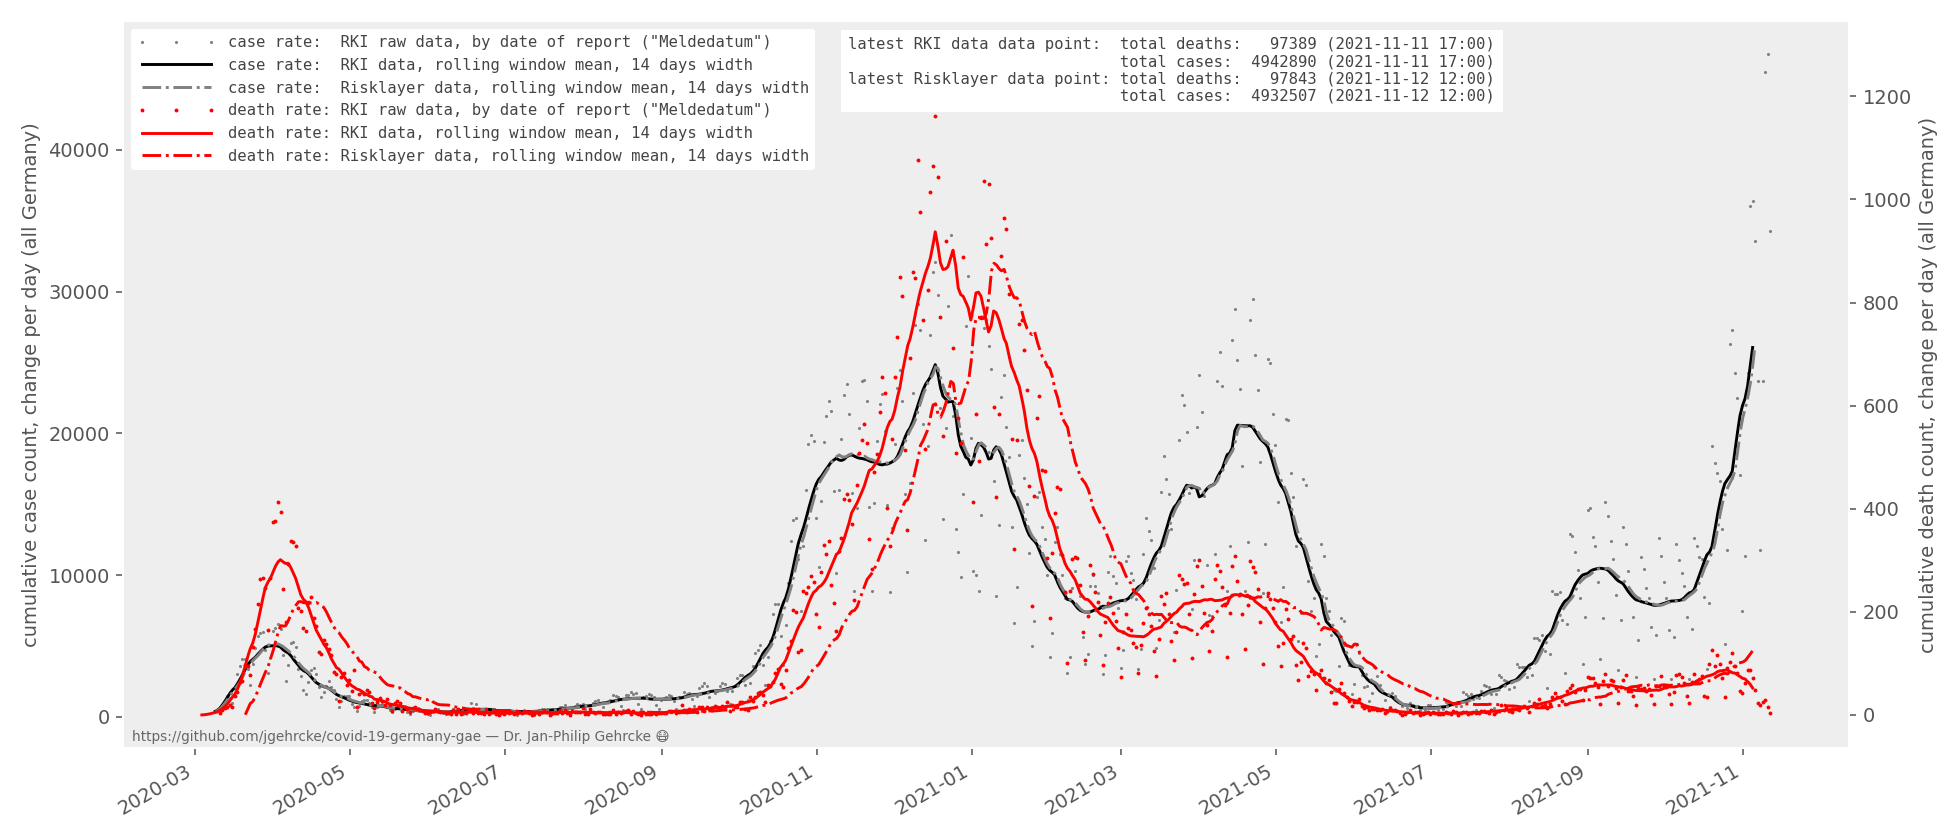 case rate:  RKI raw data, by date of report ("Meldedatum")
case rate:  RKI data, rolling window mean, 14 days width
case rate:  Risklayer data, rolling window mean, 14 days width
death rate: RKI raw data, by date of report ("Meldedatum")
death rate: RKI data, rolling window mean, 14 days width
death rate: Risklayer data, rolling window mean, 14 days width
latest RKI data data point:  total deaths:   97389 (2021-11-11 17:00)
total cases:  4942890 (2021-11-11 17:00)
latest Risklayer data point: total deaths:   97843 (2021-11-12 12:00)
total cases:  4932507 (2021-11-12 12:00)
cumulative case count, change per day (all Germany)
40000
30000
20000
10000
0
1200
1000
800
600
400
200
0
cumulative death count, change per day (all Germany)
https://github.com/jgehrcke/covid-19-germany-gae — Dr. Jan-Philip Gehrcke 😷
2020-03
2020-05
2020-07
2020-09
2020-11
2021-01
2021-03
2021-05
2021-07
2021-09
2021-11